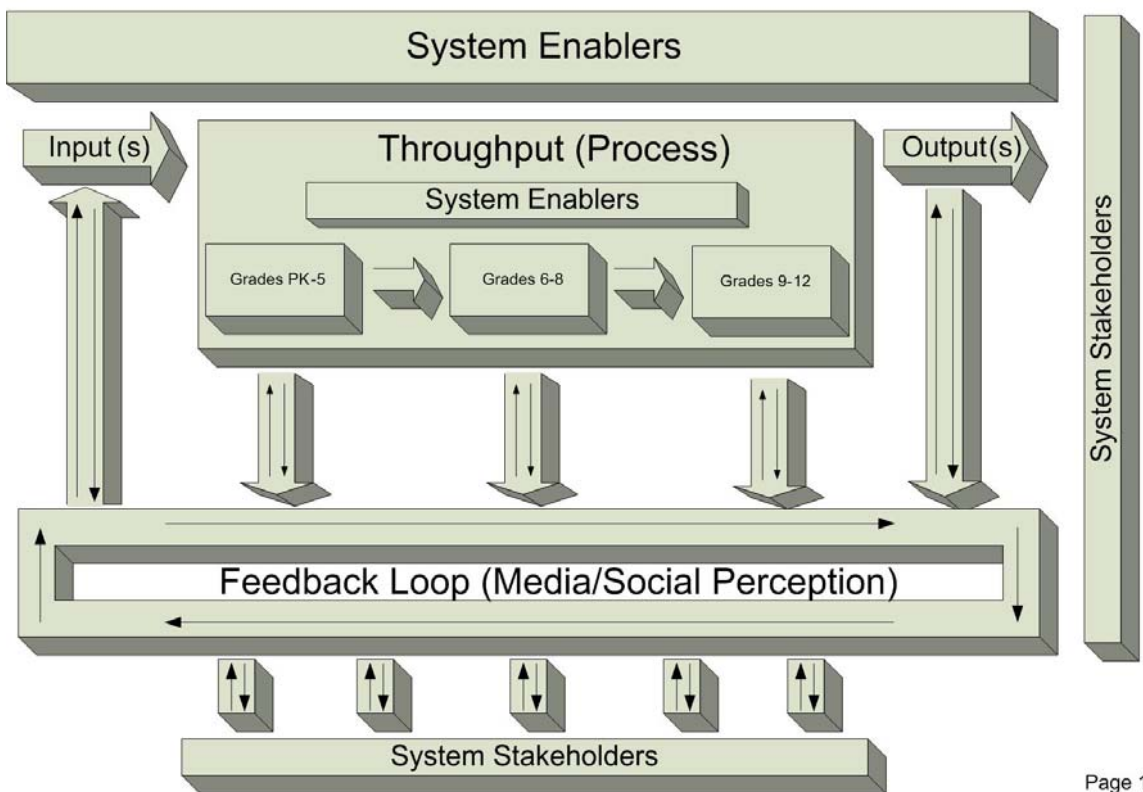 System Enablers
Input (s)
Throughput (Process)
Output(s)
System Enablers
Grades PK-5
Grades 6-8
Grades 9-12
System Stakeholders
Feedback Loop (Media/Social Perception)
System Stakeholders
Page 1